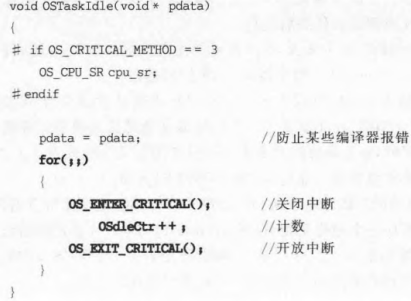 void OSTaskIdle(void* pdata)
{
# if OS_CRITICAL_METHOD == 3
OS_CPU_SR cpu_sr;
# endif
pdata = pdata; //防止某些编译器报错
for(;;)
{
OS_ENTER_CRITICAL(); //关闭中断
OSdleCtr++; //计数
OS_EXIT_CRITICAL(); //开放中断
}
}